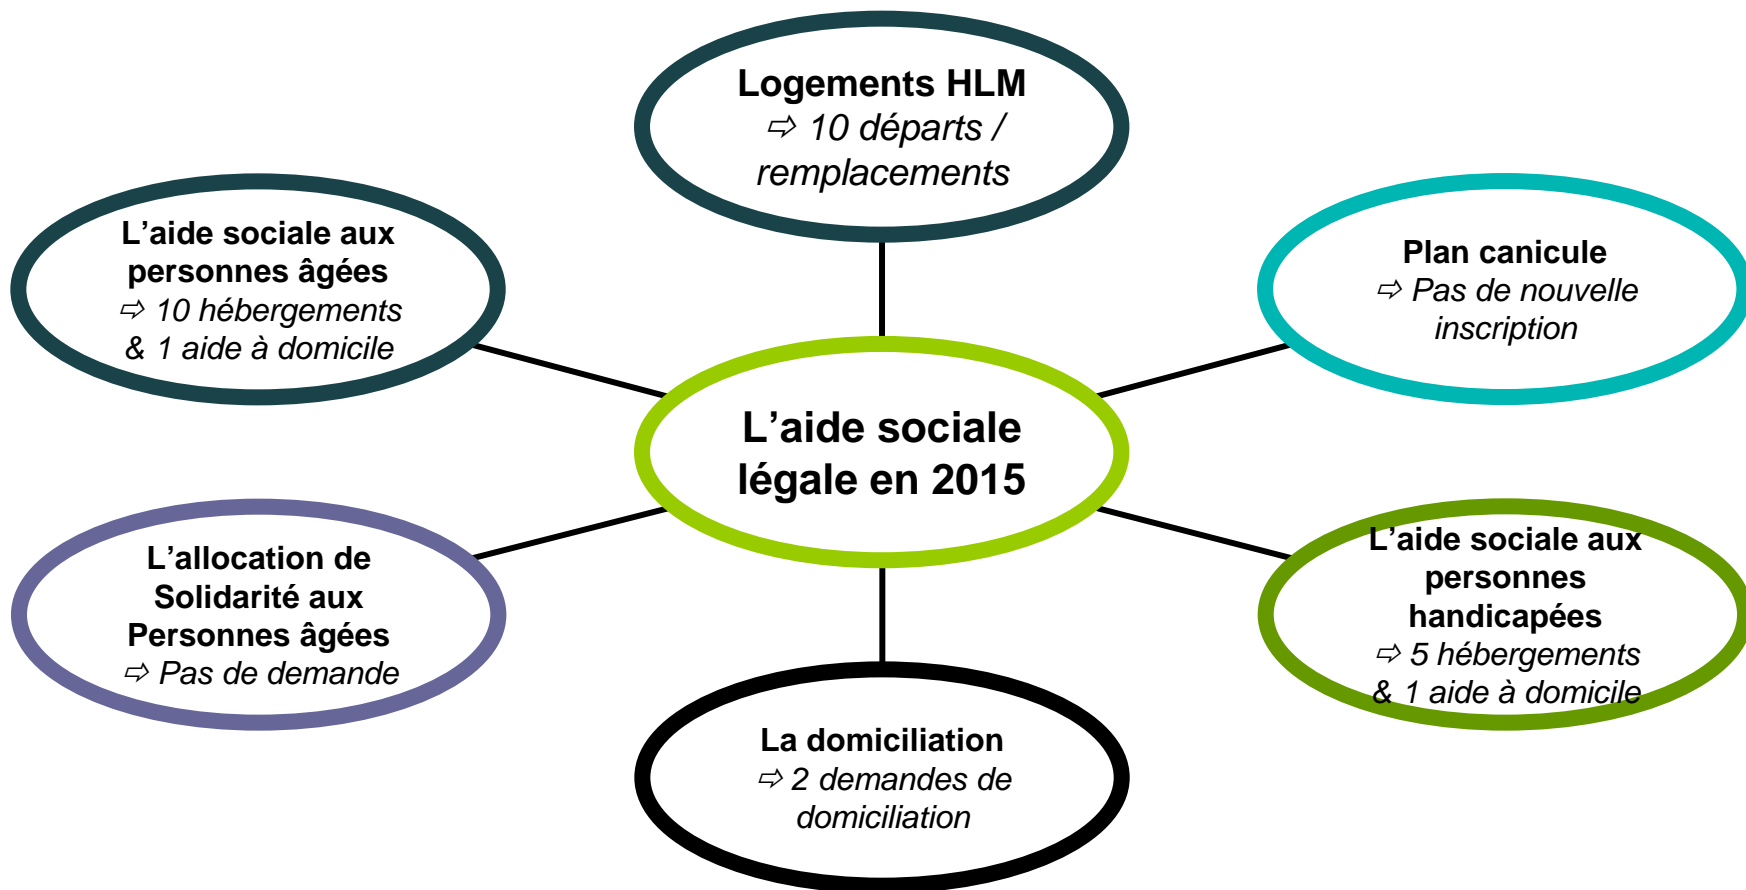 Logements HLM
⇨ 10 départs /
remplacements
L’aide sociale aux
personnes âgées
⇨ 10 hébergements
& 1 aide à domicile
Plan canicule
⇨ Pas de nouvelle
inscription
L’aide sociale
légale en 2015
L’allocation de
Solidarité aux
Personnes âgées
⇨ Pas de demande
L’aide sociale aux
personnes
handicapées
⇨ 5 hébergements
& 1 aide à domicile
La domiciliation
⇨ 2 demandes de
domiciliation